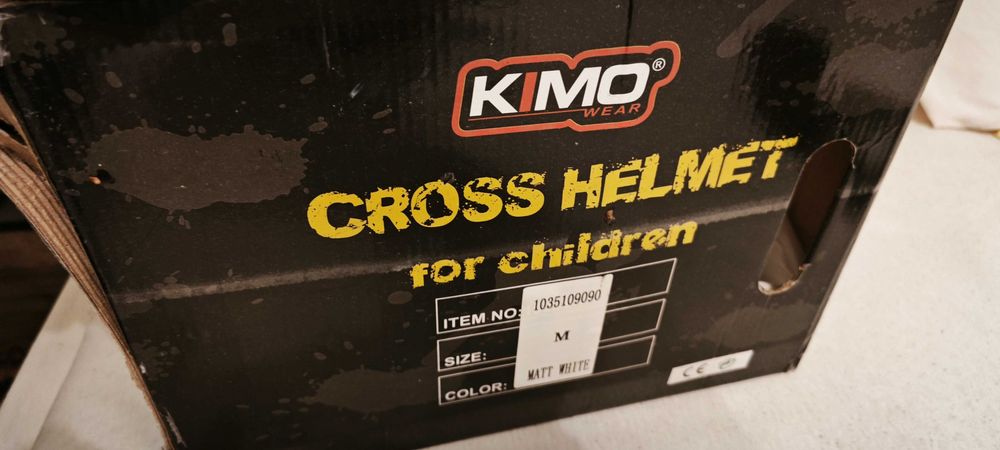 KIMO®
WEAR
CROSS HELMET
for children
ITEM NO: 1035109090
SIZE: M
COLOR: MATT WHITE
CE